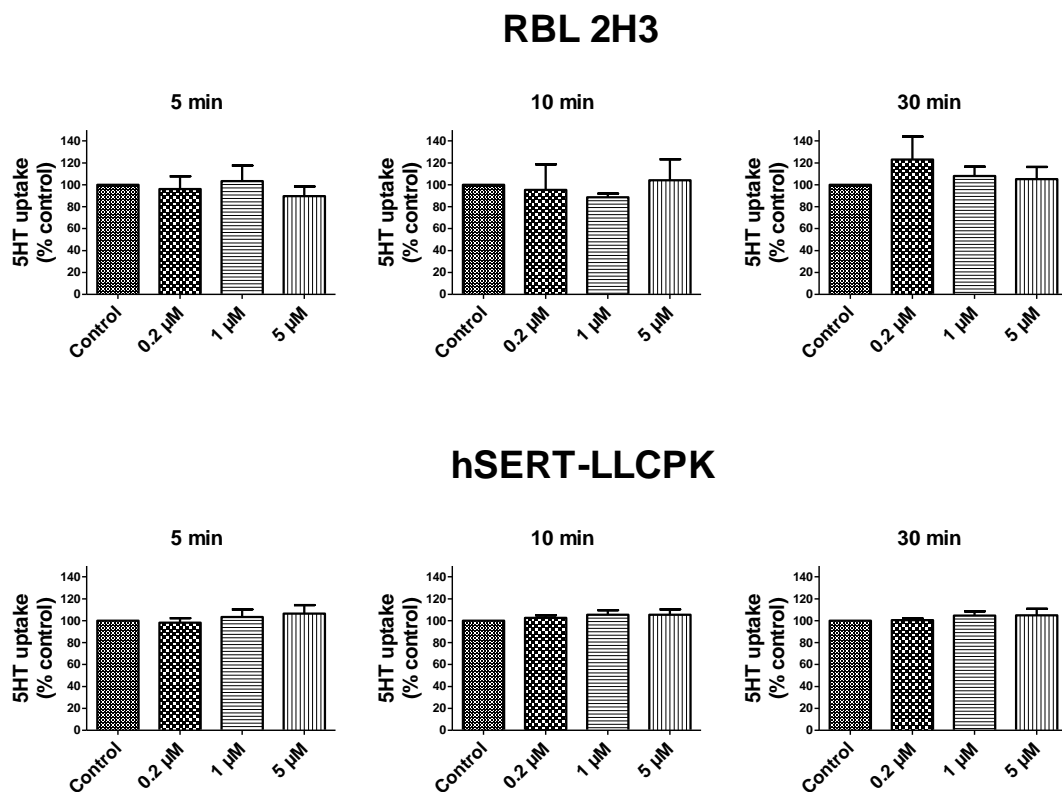 RBL 2H3
5 min
10 min
30 min
5HT uptake
(% control)
140
120
100
80
60
40
20
0
Control
0.2 µM
1 µM
5 µM
5HT uptake
(% control)
140
120
100
80
60
40
20
0
Control
0.2 µM
1 µM
5 µM
5HT uptake
(% control)
140
120
100
80
60
40
20
0
Control
0.2 µM
1 µM
5 µM
hSERT-LLCPK
5 min
10 min
30 min
5HT uptake
(% control)
140
120
100
80
60
40
20
0
Control
0.2 µM
1 µM
5 µM
5HT uptake
(% control)
140
120
100
80
60
40
20
0
Control
0.2 µM
1 µM
5 µM
5HT uptake
(% control)
140
120
100
80
60
40
20
0
Control
0.2 µM
1 µM
5 µM